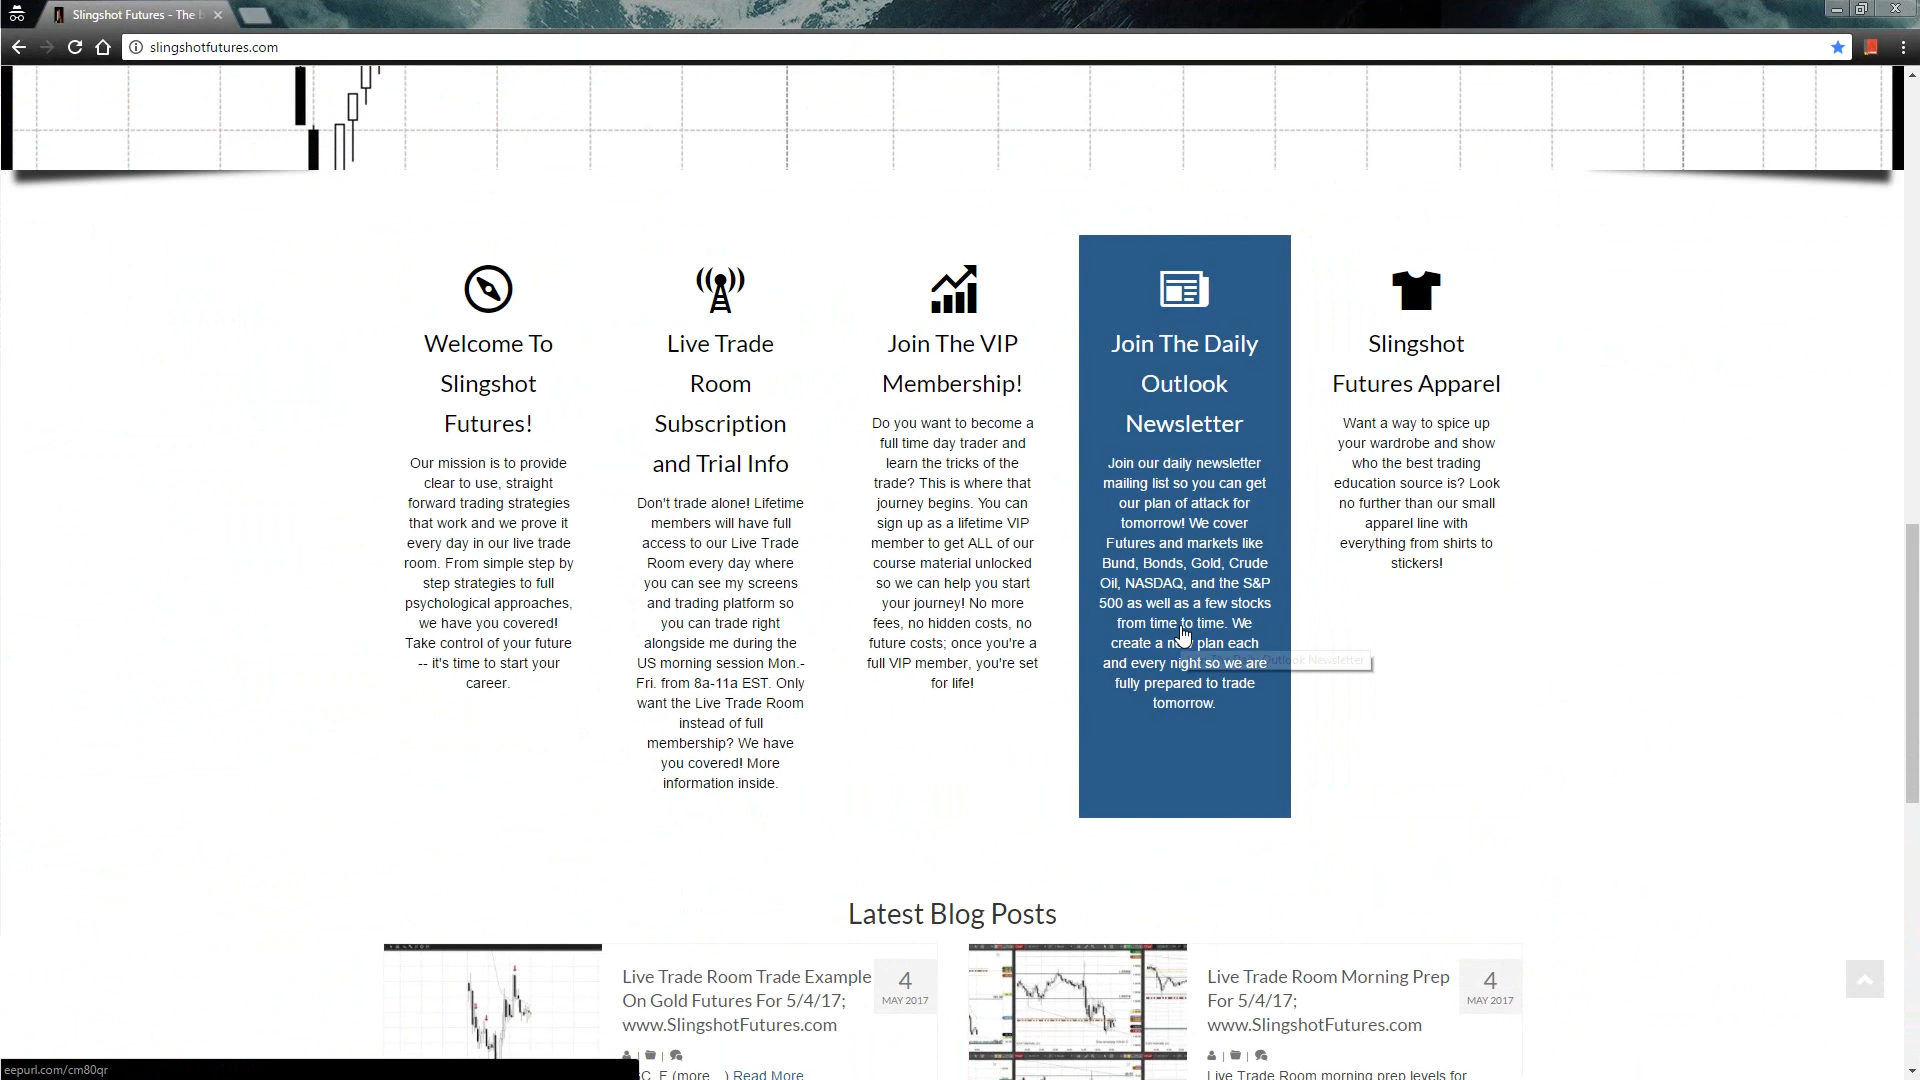 Slingshot Futures - The b
slingshotfutures.com
Welcome To
Slingshot
Futures!
Our mission is to provide
clear to use, straight
forward trading strategies
that work and we prove it
every day in our live trade
room. From simple step by
step strategies to full
psychological approaches,
we have you covered!
Take control of your future
-- it's time to start your
career.
Live Trade
Room
Subscription
and Trial Info
Don't trade alone! Lifetime
members will have full
access to our Live Trade
Room every day where
you can see my screens
and trading platform so
you can trade right
alongside me during the
US morning session Mon.-
Fri. from 8a-11a EST. Only
want the Live Trade Room
instead of full
membership? We have
you covered! More
information inside.
Join The VIP
Membership!
Do you want to become a
full time day trader and
learn the tricks of the
trade? This is where that
journey begins. You can
sign up as a lifetime VIP
member to get ALL of our
course material unlocked
so we can help you start
your journey! No more
fees, no hidden costs, no
future costs; once you're a
full VIP member, you're set
for life!
Join The Daily
Outlook
Newsletter
Join our daily newsletter
mailing list so you can get
our plan of attack for
tomorrow! We cover
Futures and markets like
Bund, Bonds, Gold, Crude
Oil, NASDAQ, and the S&P
500 as well as a few stocks
from time to time. We
create a new plan each
and every night so we are
fully prepared to trade
tomorrow.
Outlook Newsletter
Slingshot
Futures Apparel
Want a way to spice up
your wardrobe and show
who the best trading
education source is? Look
no further than our small
apparel line with
everything from shirts to
stickers!
Latest Blog Posts
Live Trade Room Trade Example
On Gold Futures For 5/4/17;
www.SlingshotFutures.com
4
MAY 2017
(more Read More
Live Trade Room Morning Prep
For 5/4/17;
www.SlingshotFutures.com
4
MAY 2017
Live Trade Room morning prep levels for
eepurl.com/cm80qr